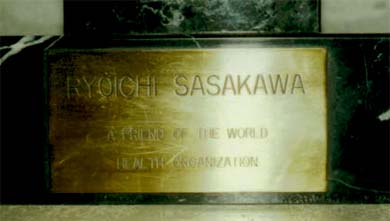 RYOICHI SASAKAWA
A FRIEND OF THE WORLD
HEALTH ORGANIZATION